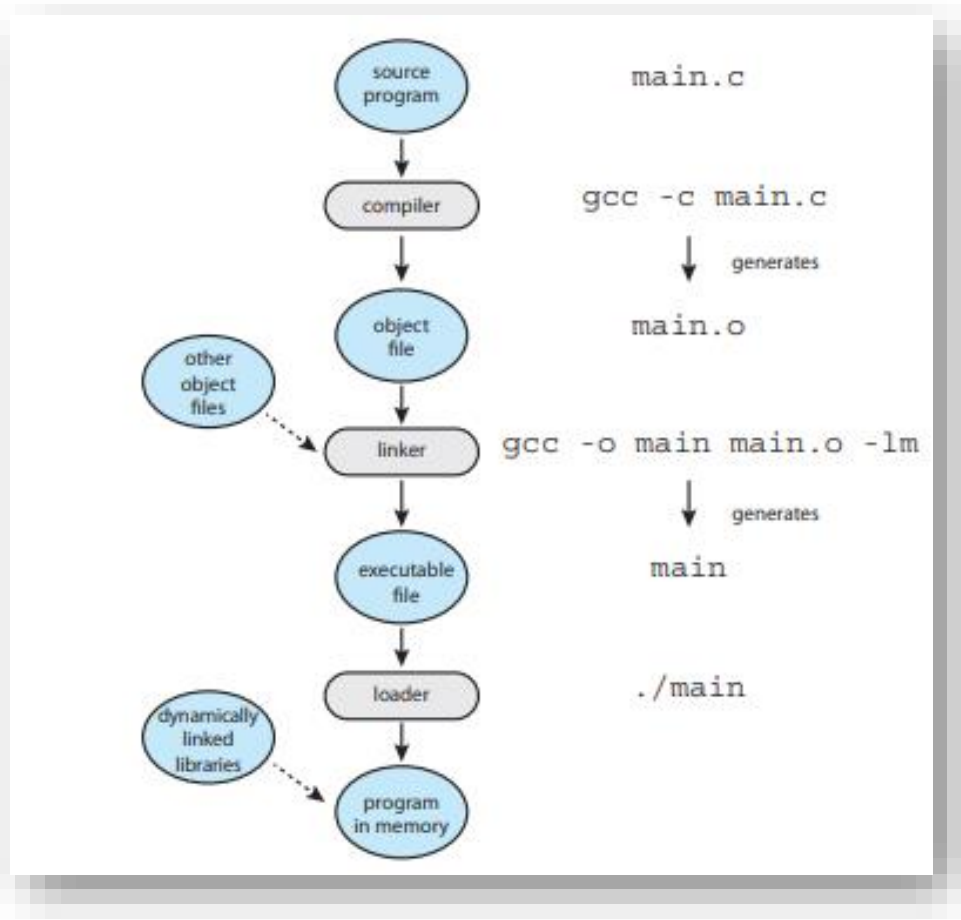 source
program
main.c
compiler
gcc -c main.c
generates
object
file
main.o
other
object
files
linker
gcc -o main main.o -lm
generates
executable
file
main
loader
./main
dynamically
linked
libraries
program
in memory